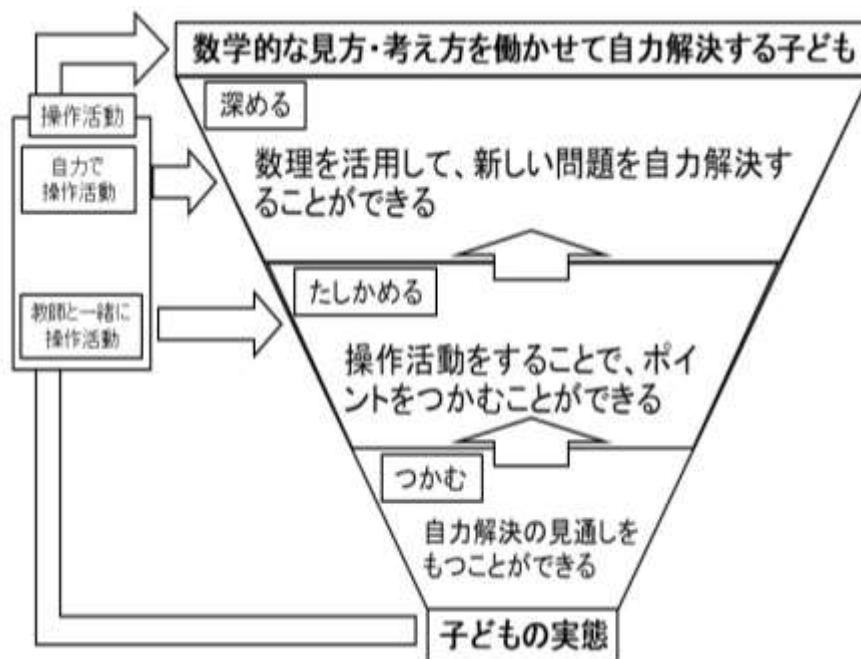 数学的な見方・考え方を働かせて自力解決する子ども
操作活動
自力で
操作活動
教師と一緒に
操作活動
深める
数理を活用して、新しい問題を自力解決す
ることができる
たしかめる
操作活動をすることで、ポイ
ントをつかむことができる
つかむ
自力解決の見通しを
もつことができる
子どもの実態